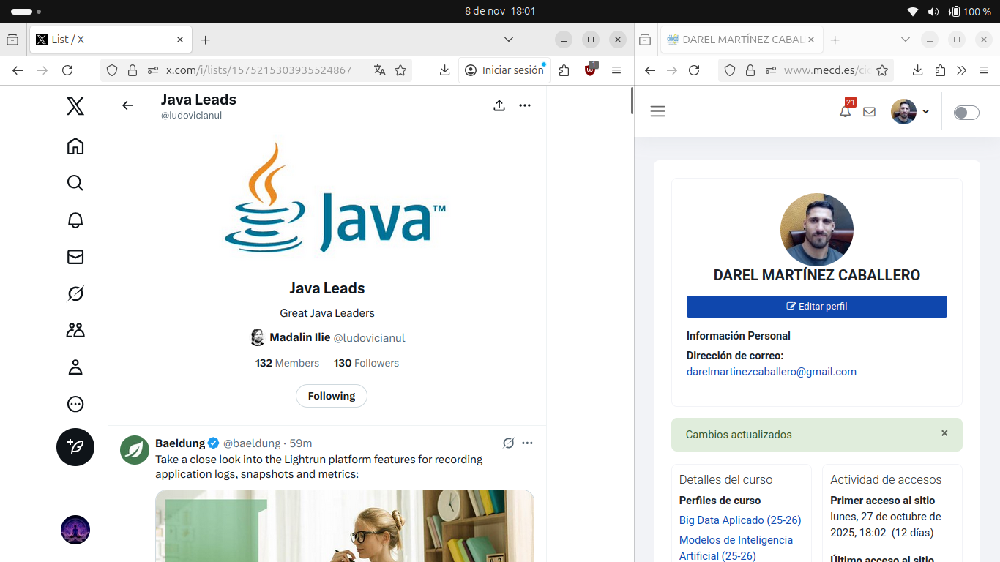 8 de nov 18:01
100 %
List / X
x.com/i/lists/1575215303935524867
Iniciar sesión
1
Java Leads
@ludovicianul
Java™
Java Leads
Great Java Leaders
Madalin Ilie @ludovicianul
132 Members 130 Followers
Following
Baeldung @baeldung · 59m
Take a close look into the Lightrun platform features for recording
application logs, snapshots and metrics:
DAREL MARTÍNEZ CABAL
www.mecd.es/cid
21
DAREL MARTÍNEZ CABALLERO
Editar perfil
Información Personal
Dirección de correo:
darelmartinezcaballero@gmail.com
Cambios actualizados
×
Detalles del curso
Perfiles de curso
Big Data Aplicado (25-26)
Modelos de Inteligencia
Artificial (25-26)
Actividad de accesos
Primer acceso al sitio
lunes, 27 de octubre de
2025, 18:02 (12 días)
Último acceso al sitio